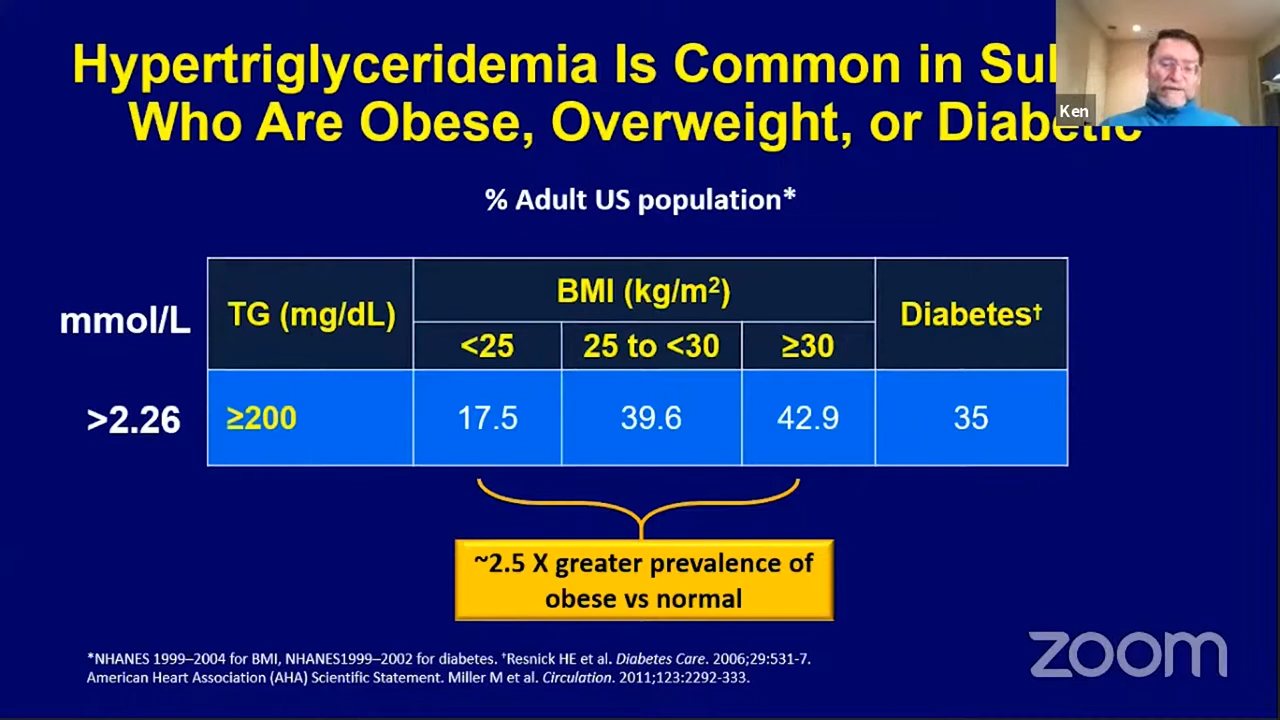 Hypertriglyceridemia Is Common in
Who Are Obese, Overweight, or Diabetic
Ken
% Adult US population*
mmol/L
TG (mg/dL)
BMI (kg/m²)
Diabetes†
<25
25 to <30
≥30
>2.26
≥200
17.5
39.6
42.9
35
~2.5 X greater prevalence of
obese vs normal
*NHANES 1999–2004 for BMI, NHANES1999–2002 for diabetes. †Resnick HE et al. Diabetes Care. 2006;29:531-7.
American Heart Association (AHA) Scientific Statement. Miller M et al. Circulation. 2011;123:2292-333.
zoom